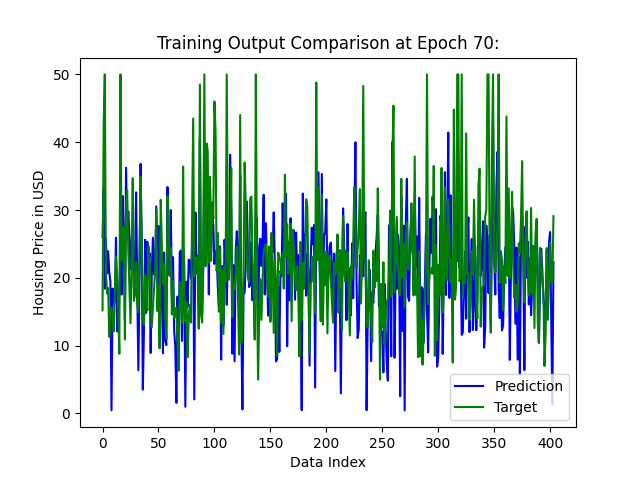 Training Output Comparison at Epoch 70:
Housing Price in USD
50
40
30
20
10
0
0 50 100 150 200 250 300 350 400
Data Index
Prediction
Target